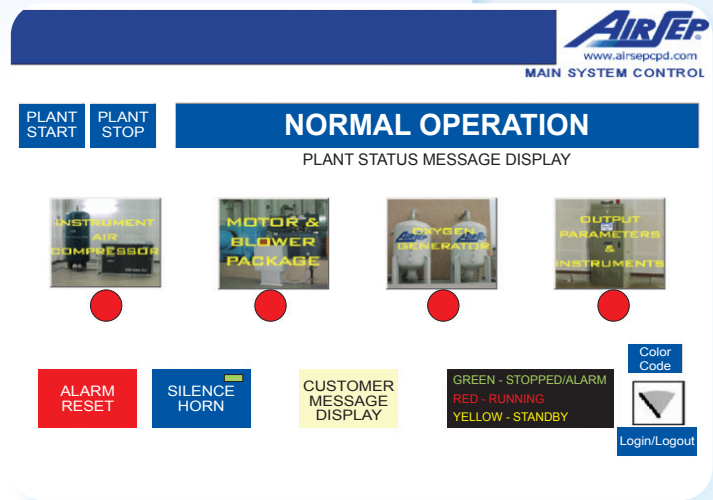 AIRSEP
www.airsepcpd.com
MAIN SYSTEM CONTROL
PLANT
START
PLANT
STOP
NORMAL OPERATION
PLANT STATUS MESSAGE DISPLAY
INSTRUMENT
AIR
COMPRESSOR
MOTOR &
BLOWER
PACKAGE
AirSep
AirSep
OXYGEN
GENERATOR
OUTPUT
PARAMETERS
&
INSTRUMENTS
ALARM
RESET
SILENCE
HORN
CUSTOMER
MESSAGE
DISPLAY
GREEN - STOPPED/ALARM
RED - RUNNING
YELLOW - STANDBY
Color
Code
Login/Logout